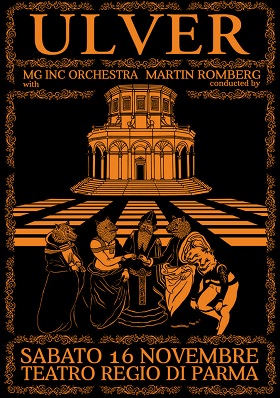 ULVER
MG INC ORCHESTRA MARTIN ROMBERG
with conducted by
SABATO 16 NOVEMBRE
TEATRO REGIO DI PARMA